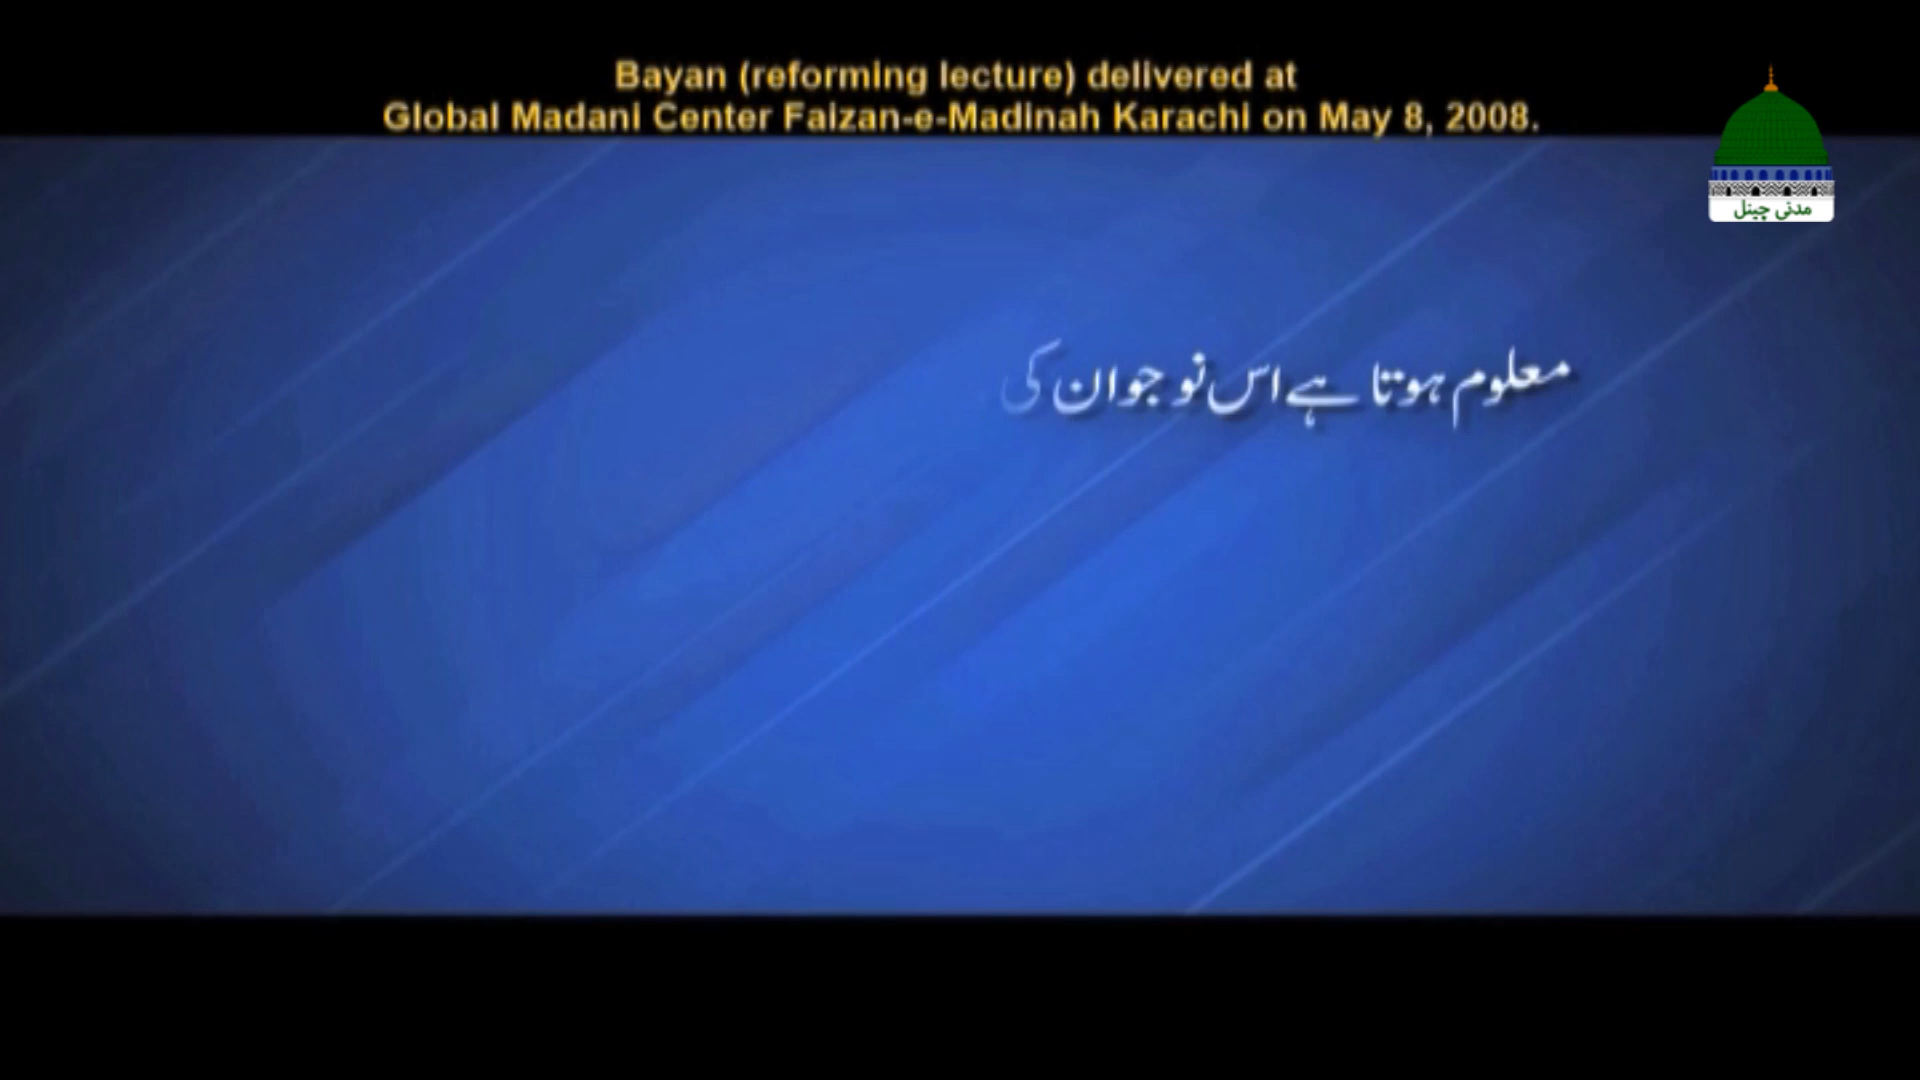 Bayan (reforming lecture) delivered at
Global Madani Center Faizan-e-Madinah Karachi on May 8, 2008.
مدنی چینل
معلوم ہوتا ہے اس نوجوان کی